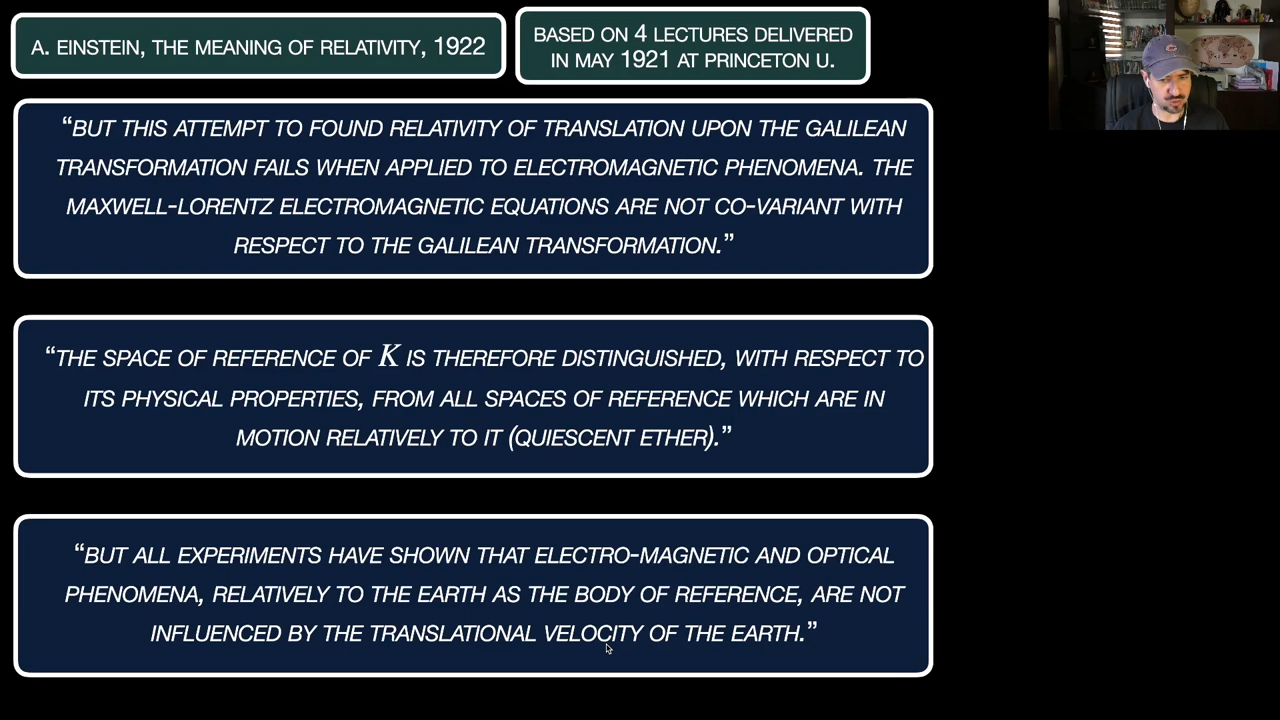 A. EINSTEIN, THE MEANING OF RELATIVITY, 1922
BASED ON 4 LECTURES DELIVERED
IN MAY 1921 AT PRINCETON U.
“BUT THIS ATTEMPT TO FOUND RELATIVITY OF TRANSLATION UPON THE GALILEAN
TRANSFORMATION FAILS WHEN APPLIED TO ELECTROMAGNETIC PHENOMENA. THE
MAXWELL-LORENTZ ELECTROMAGNETIC EQUATIONS ARE NOT CO-VARIANT WITH
RESPECT TO THE GALILEAN TRANSFORMATION.”
“THE SPACE OF REFERENCE OF K IS THEREFORE DISTINGUISHED, WITH RESPECT TO
ITS PHYSICAL PROPERTIES, FROM ALL SPACES OF REFERENCE WHICH ARE IN
MOTION RELATIVELY TO IT (QUIESCENT ETHER).”
“BUT ALL EXPERIMENTS HAVE SHOWN THAT ELECTRO-MAGNETIC AND OPTICAL
PHENOMENA, RELATIVELY TO THE EARTH AS THE BODY OF REFERENCE, ARE NOT
INFLUENCED BY THE TRANSLATIONAL VELOCITY OF THE EARTH.”